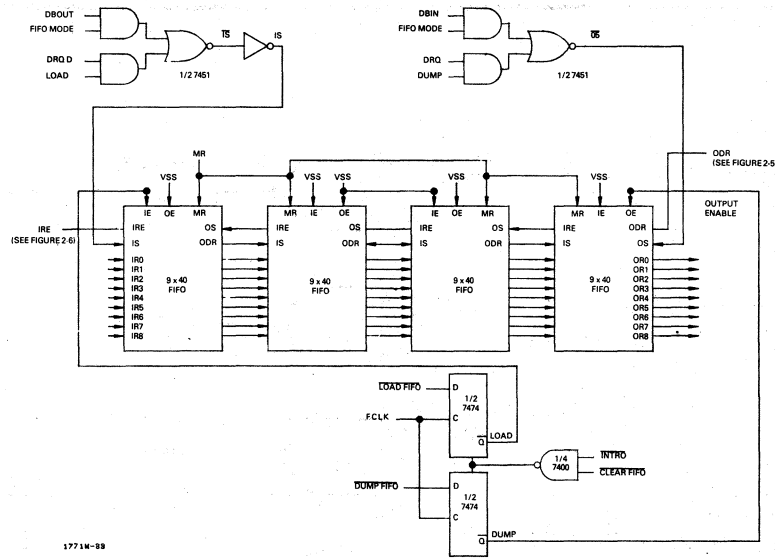 DBOUT
FIFO MODE
DRQ D
LOAD
IS
IS
1/2 7451
DBIN
FIFO MODE
DRQ
DUMP
OS
1/2 7451
MR
VSS
VSS
VSS
VSS
VSS
ODR
(SEE FIGURE 2-5
OUTPUT
ENABLE
IE OE MR
MR IE OE
IE OE MR
MR IE OE
IRE
(SEE FIGURE 2-6)
IRE OS
IS ODR
IRE OS
IS ODR
IRE OS
IS ODR
IRE ODR
IS OS
IR0
IR1
IR2
IR3
IR4
IR5
IR6
IR7
IR8
9 x 40
FIFO
9 x 40
FIFO
9 x 40
FIFO
9 x 40
FIFO
OR0
OR1
OR2
OR3
OR4
OR5
OR6
OR7
OR8
LOAD FIFO
D
1/2
7474
FCLK
C
Q
LOAD
1/4
7400
INTRO
CLEAR FIFO
DUMP FIFO
D
1/2
7474
C
Q
DUMP
1771W-99